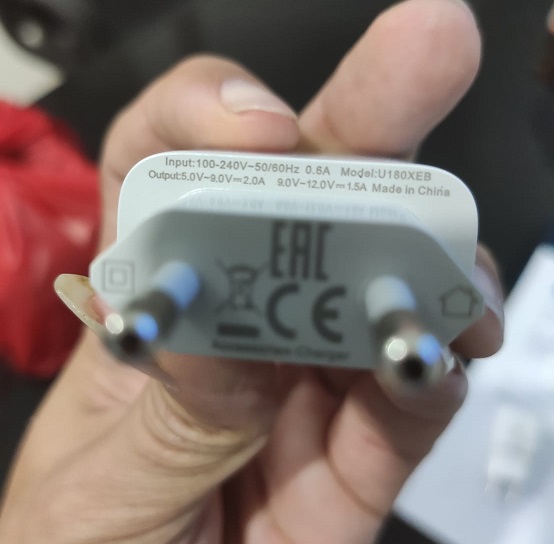 Input:100-240V~50/60Hz 0.6A Model:U180XEB
Output:5.0V-9.0V⎓2.0A 9.0V-12.0V⎓1.5A Made in China
EAC
CE